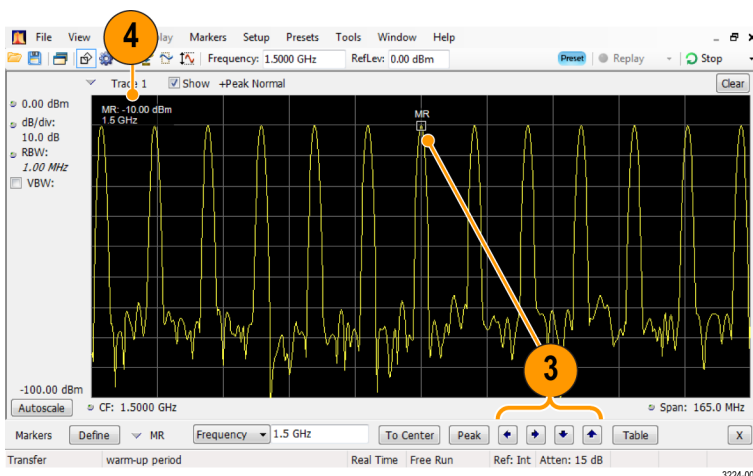 4
File View lay Markers Setup Presets Tools Window Help
Frequency: 1.5000 GHz RefLev: 0.00 dBm Preset Replay Stop
Trace 1 Show +Peak Normal Clear
0.00 dBm
MR: -10.00 dBm
1.5 GHz
MR
dB/div:
10.0 dB
RBW:
1.00 MHz
VBW:
3
-100.00 dBm
Autoscale CF: 1.5000 GHz Span: 165.0 MHz
Markers Define MR Frequency 1.5 GHz To Center Peak Table X
Transfer warm-up period Real Time Free Run Ref: Int Atten: 15 dB